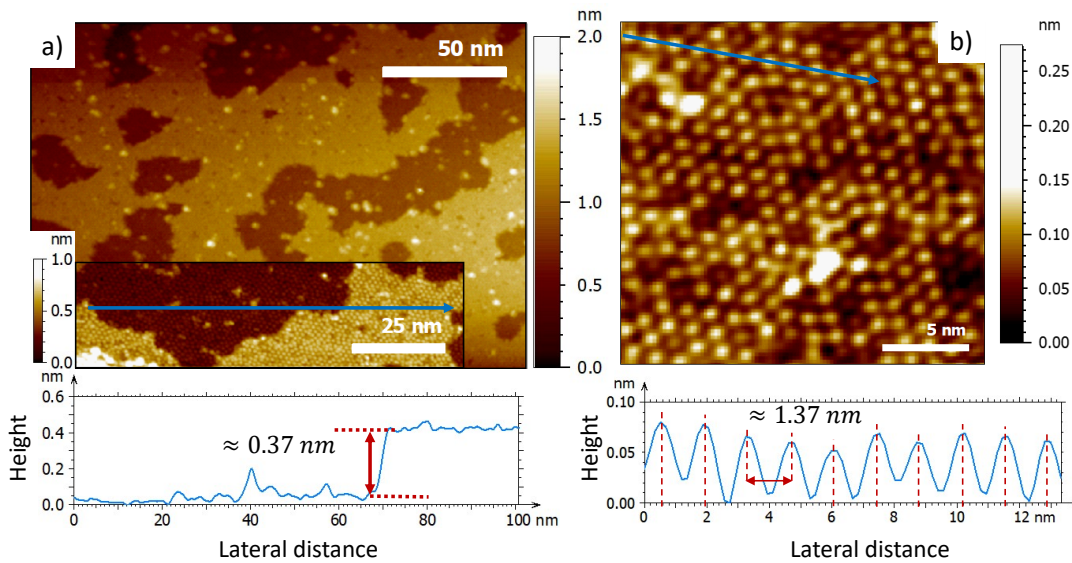 a)
50 nm
nm
2.0
1.5
1.0
0.5
0.0
nm
1.0
0.5
0.0
25 nm
nm
0.6
0.4
0.2
0.0
Height
≈ 0.37 nm
0
20
40
60
80
100
nm
Lateral distance
b)
nm
0.25
0.20
0.15
0.10
0.05
0.00
5 nm
nm
0.10
0.05
0.00
Height
≈ 1.37 nm
0
2
4
6
8
10
12 nm
Lateral distance